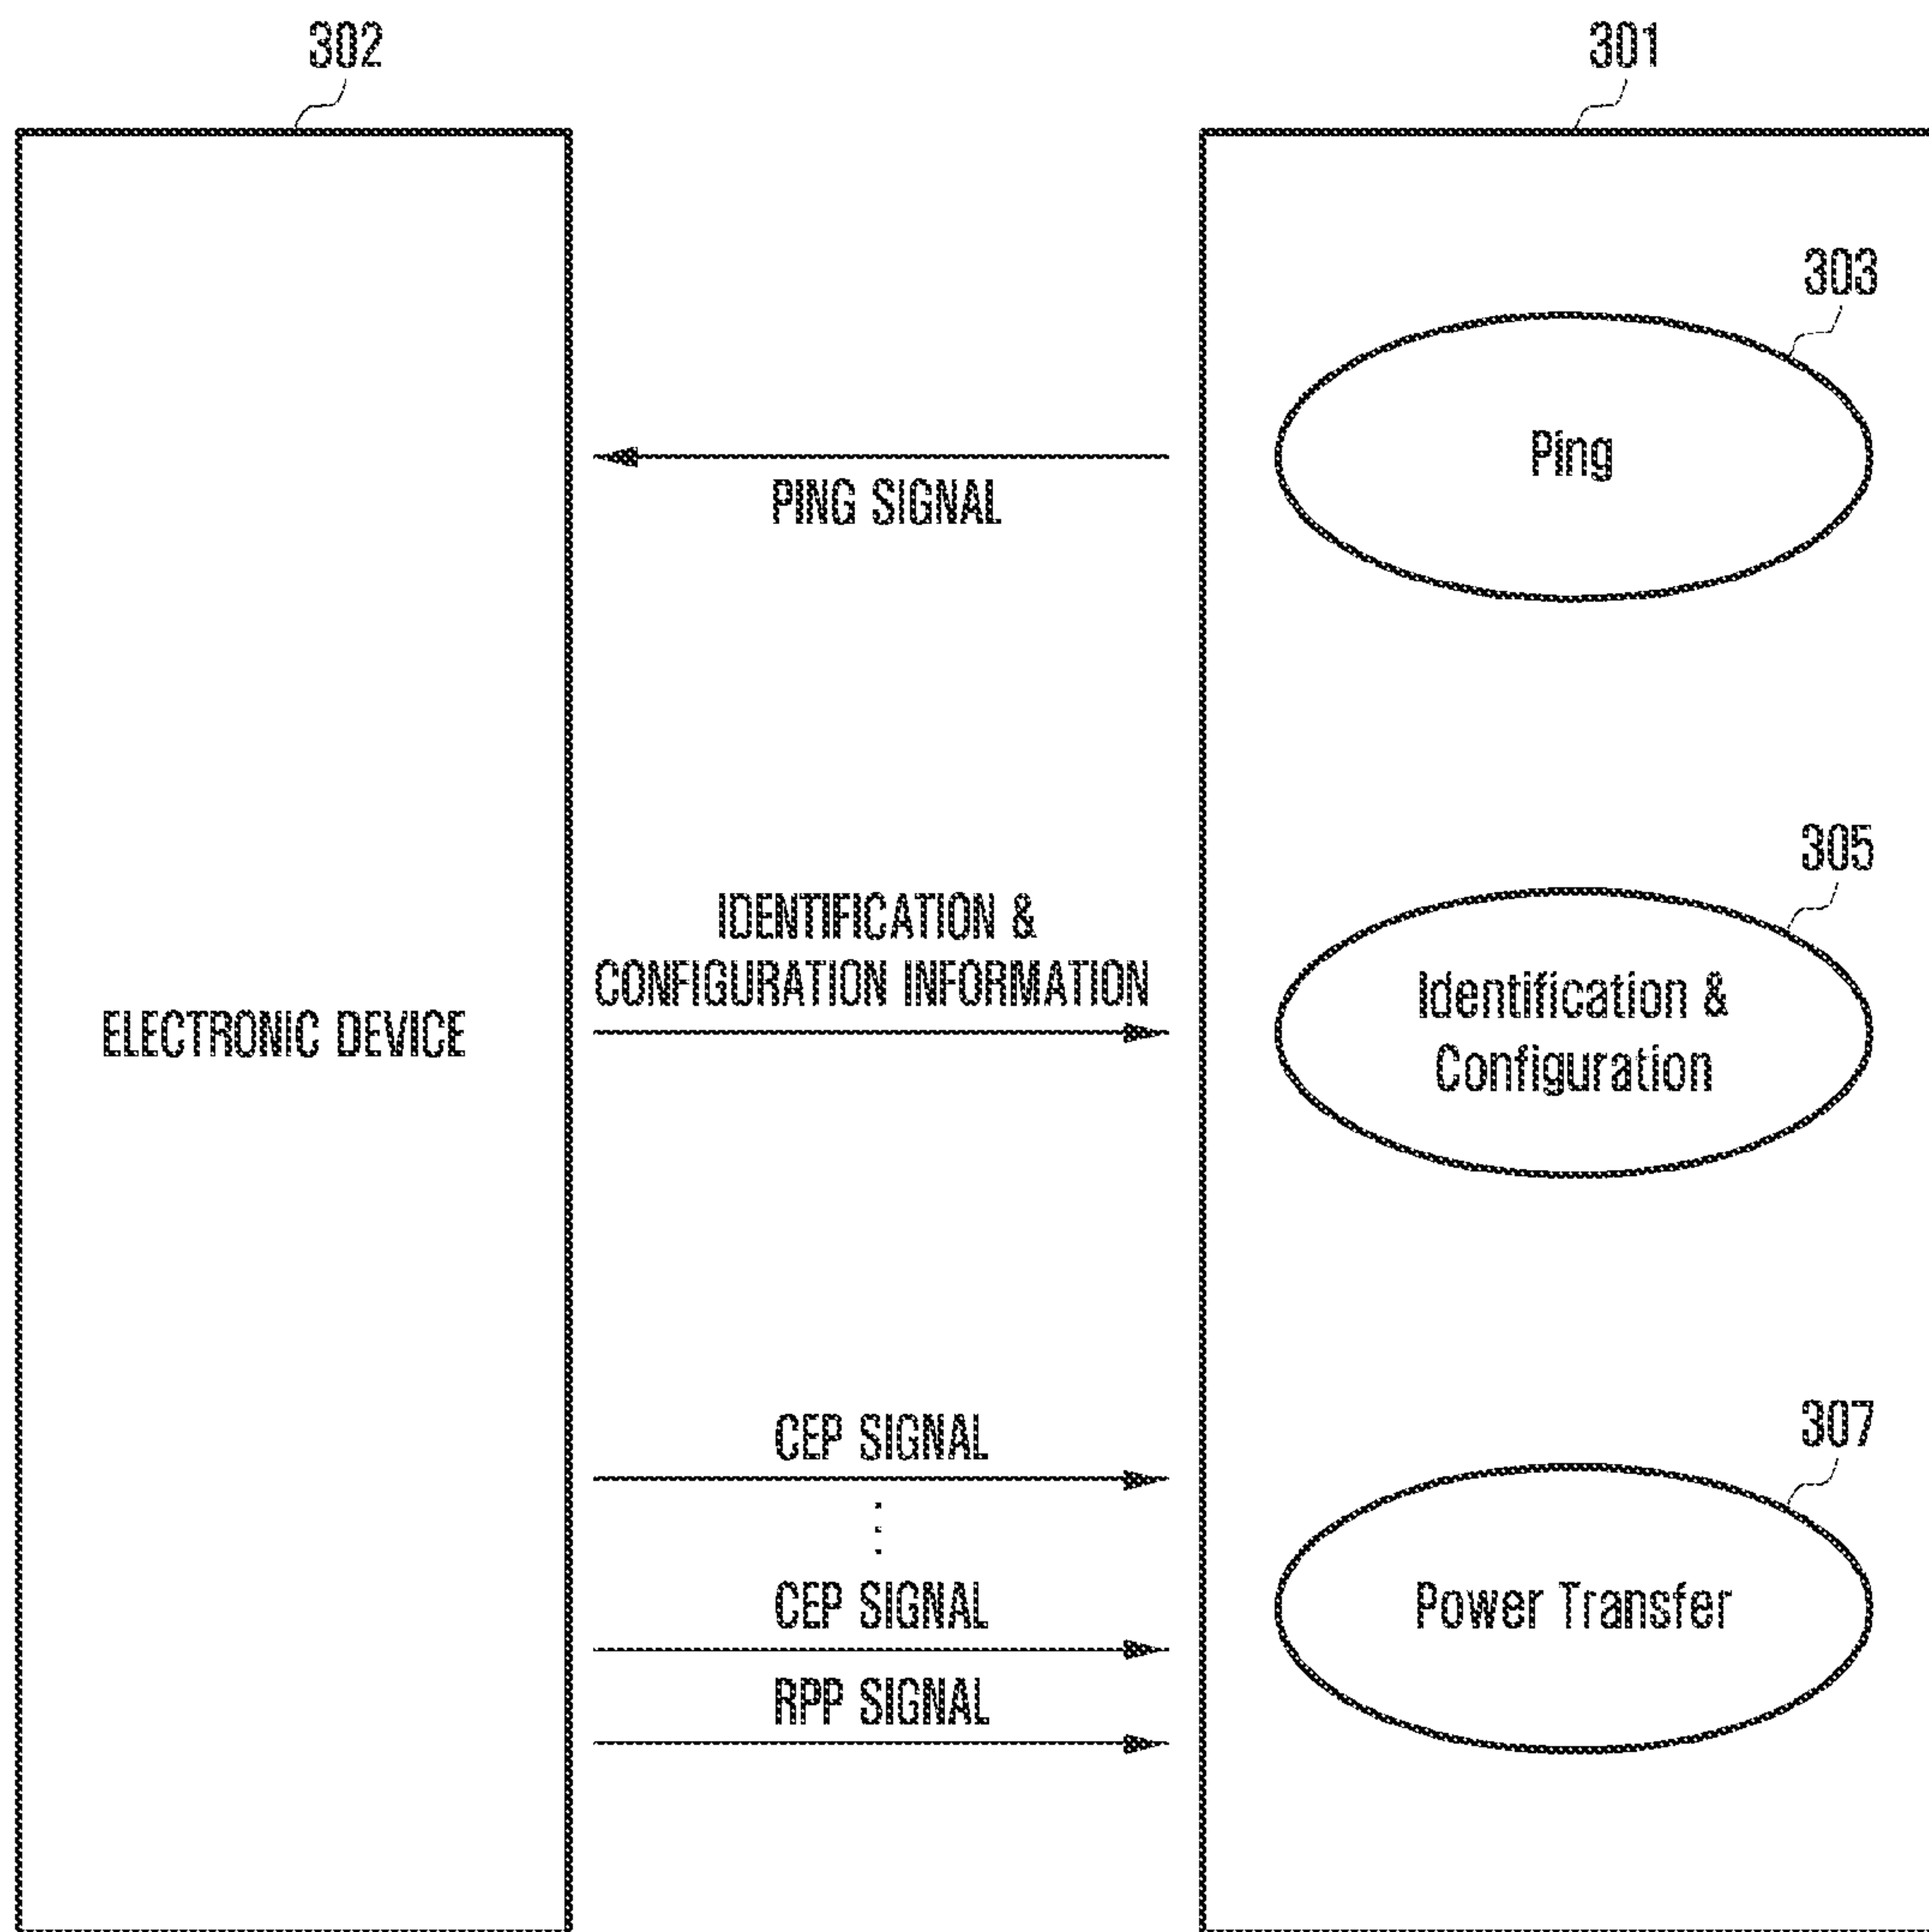 302
301
303
Ping
PING SIGNAL
305
IDENTIFICATION &
CONFIGURATION INFORMATION
Identification &
Configuration
ELECTRONIC DEVICE
307
CEP SIGNAL
CEP SIGNAL
Power Transfer
RPP SIGNAL